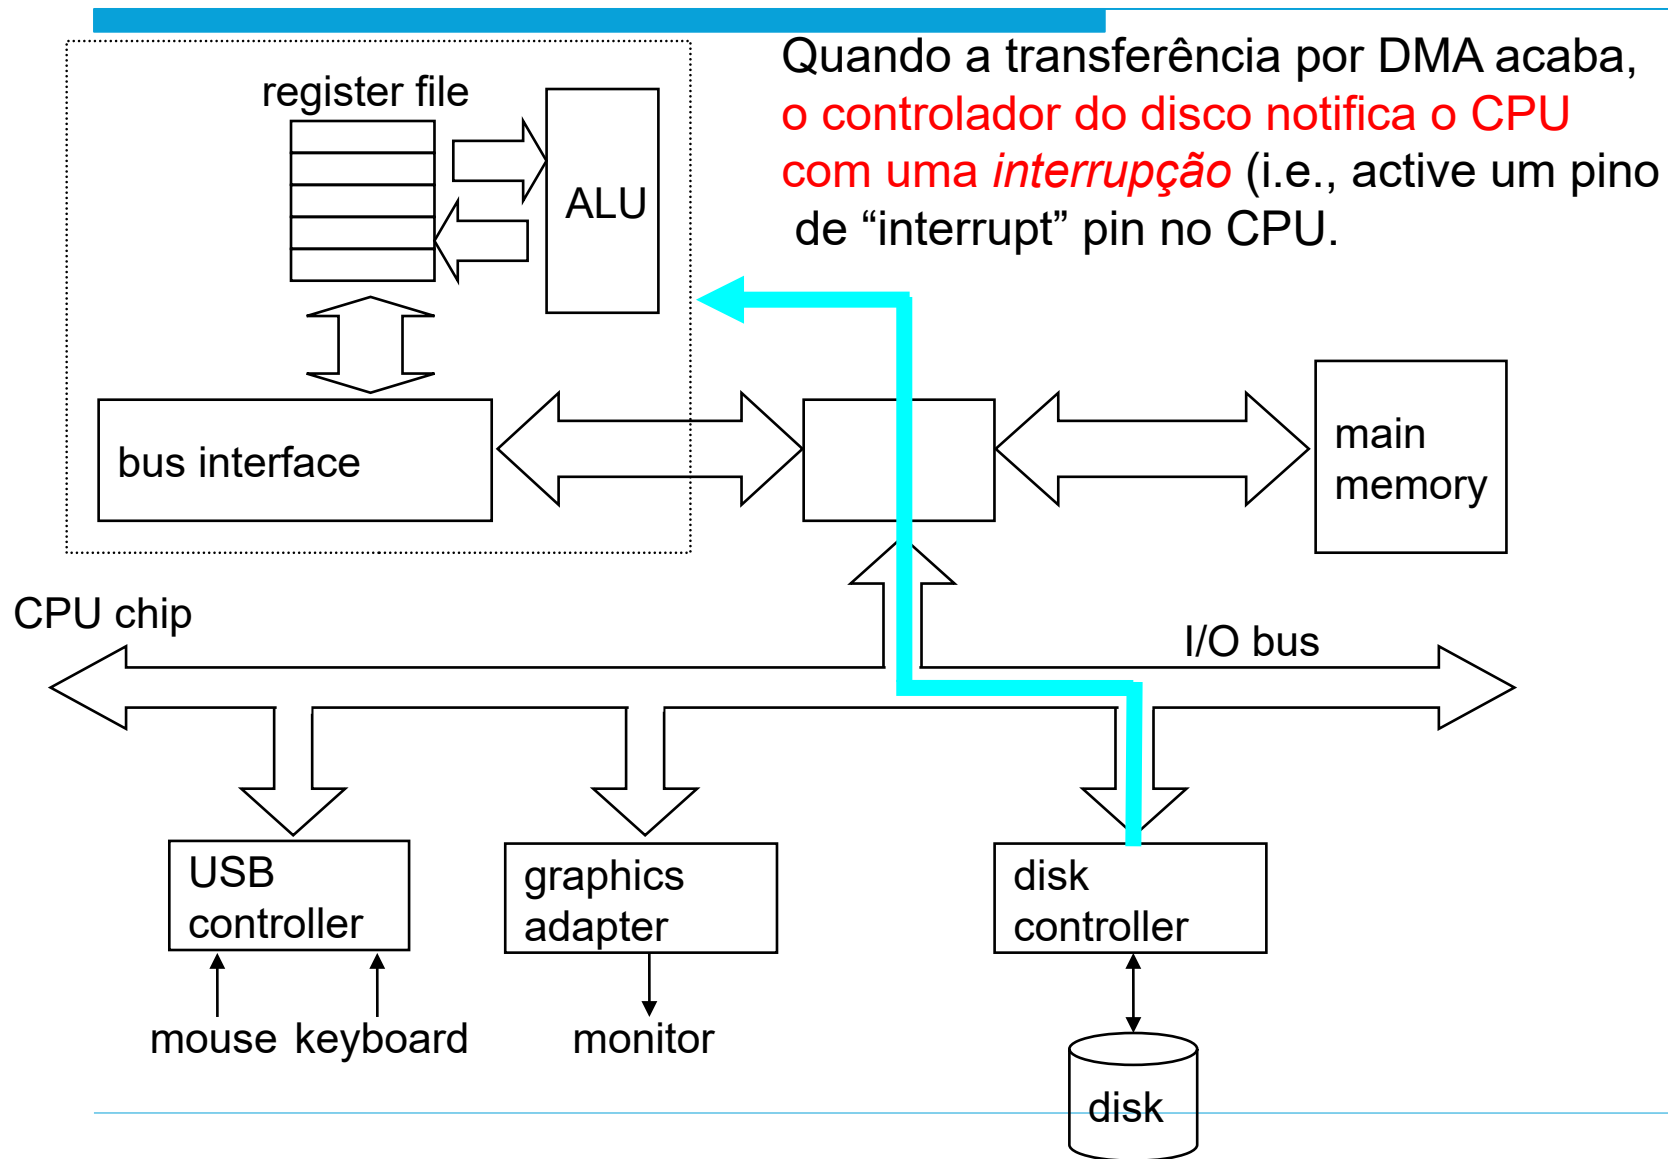 Quando a transferência por DMA acaba,
o controlador do disco notifica o CPU
com uma interrupção (i.e., active um pino
de “interrupt” pin no CPU.
register file
ALU
bus interface
main
memory
CPU chip
I/O bus
USB
controller
graphics
adapter
disk
controller
mouse
keyboard
monitor
disk